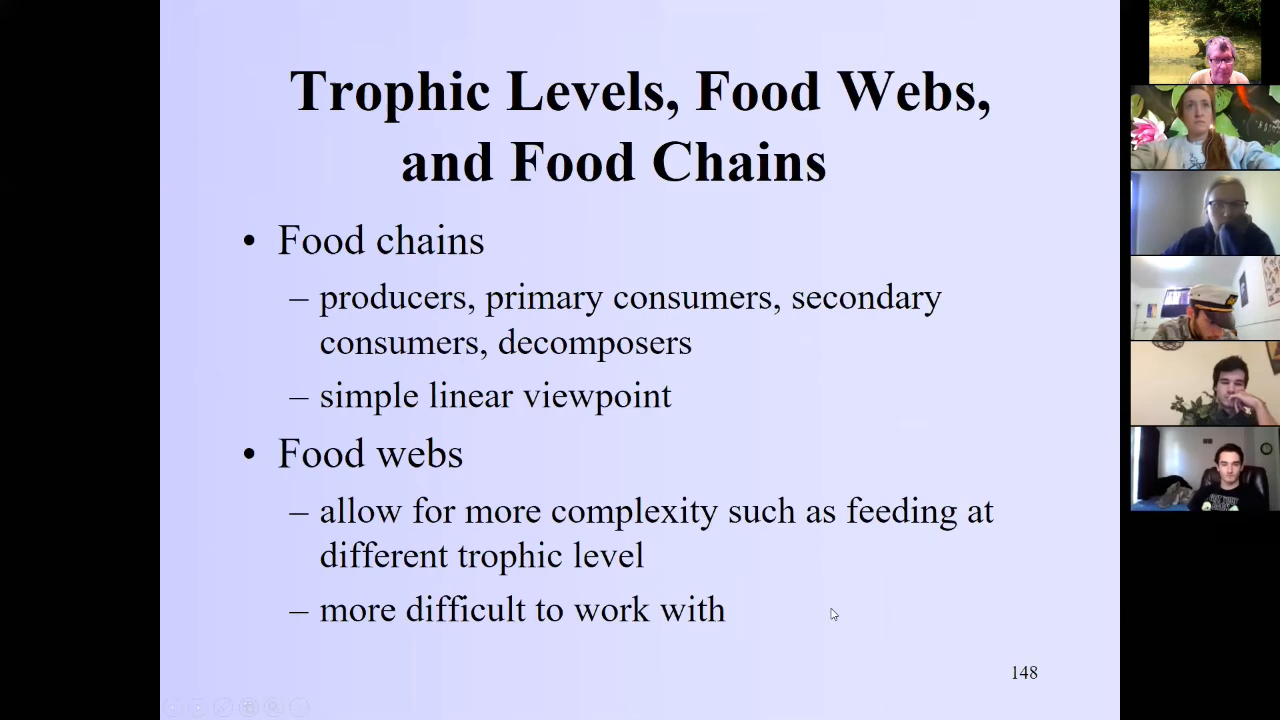 Trophic Levels, Food Webs,
and Food Chains
• Food chains
– producers, primary consumers, secondary
consumers, decomposers
– simple linear viewpoint
• Food webs
– allow for more complexity such as feeding at
different trophic level
– more difficult to work with
148